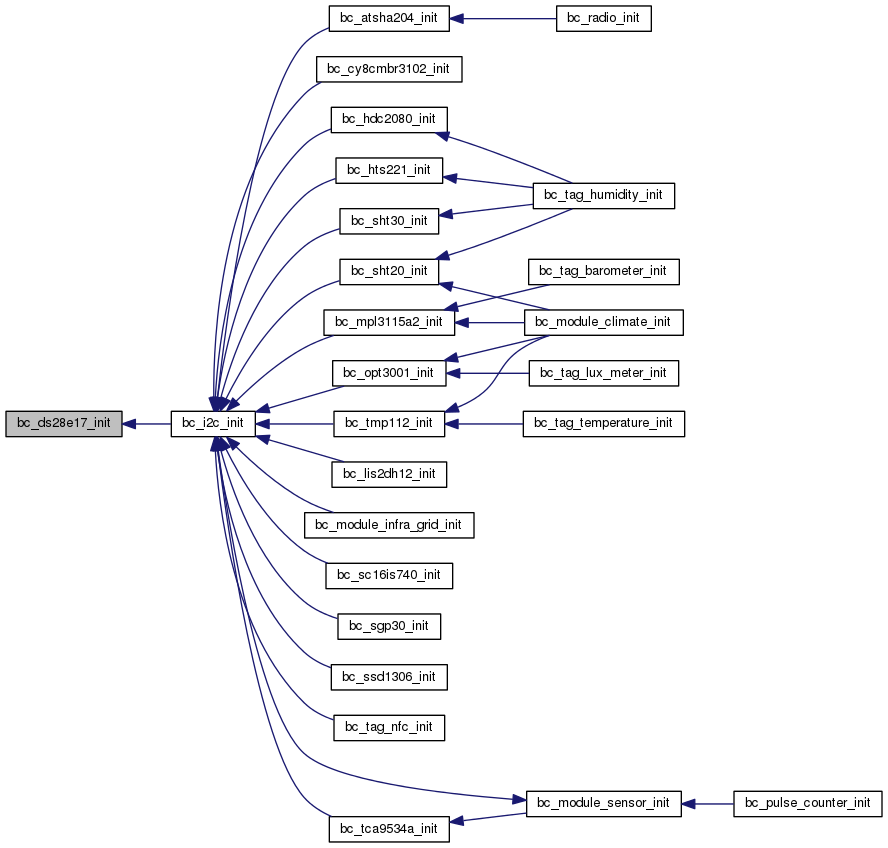 bc_atsha204_init
bc_radio_init
bc_cy8cmbr3102_init
bc_hdc2080_init
bc_hts221_init
bc_tag_humidity_init
bc_sht30_init
bc_sht20_init
bc_tag_barometer_init
bc_mpl3115a2_init
bc_module_climate_init
bc_opt3001_init
bc_tag_lux_meter_init
bc_ds28e17_init
bc_i2c_init
bc_tmp112_init
bc_tag_temperature_init
bc_lis2dh12_init
bc_module_infra_grid_init
bc_sc16is740_init
bc_sgp30_init
bc_ssd1306_init
bc_tag_nfc_init
bc_module_sensor_init
bc_pulse_counter_init
bc_tca9534a_init